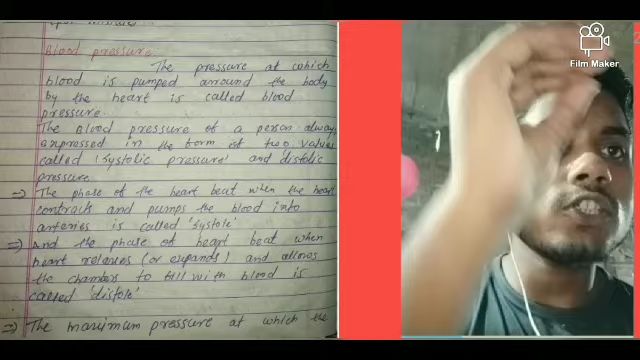 Blood pressure.
The pressure at which
blood is pumped arround the body
by the heart is called blood
pressure.
The Blood pressure of a person alway
expressed in the form of two values
called 'systolic pressure' and distolic
pressure.
⇒ The phase of the heart beat when the heart
contracts and pumps the blood into
arteries is called 'systole'
⇒ And the phase of heart beat when
heart relaxes (or expands) and allows
the chambers to fill with blood is
called 'distole'
⇒ The maximum pressure at which the
Film Maker
2